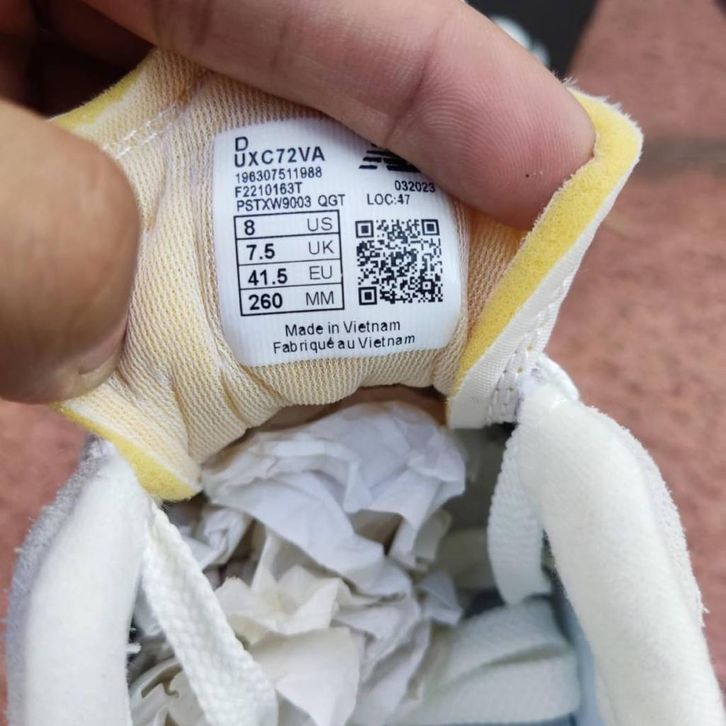 D
UXC72VA
196307511988
F2210163T 032023
PSTXW9003 QGT LOC:47
8 US
7.5 UK
41.5 EU
260 MM
Made in Vietnam
Fabriqué au Vietnam